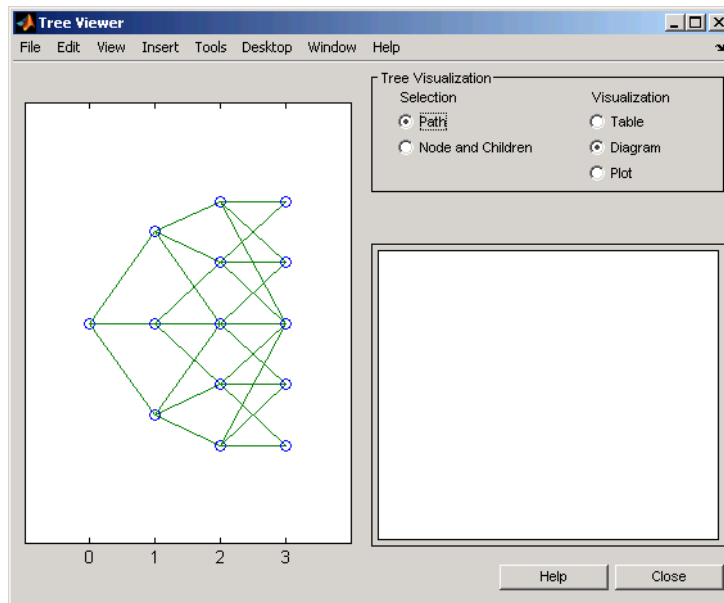 Tree Viewer
File Edit View Insert Tools Desktop Window Help
Tree Visualization
Selection Visualization
Path Table
Node and Children Diagram
Plot
0 1 2 3
Help Close